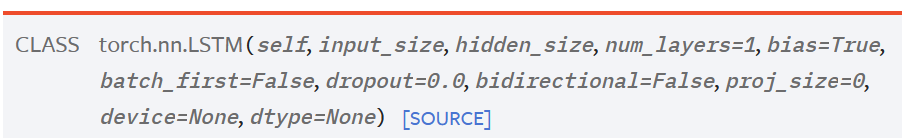 CLASS torch.nn.LSTM(self, input_size, hidden_size, num_layers=1, bias=True,
batch_first=False, dropout=0.0, bidirectional=False, proj_size=0,
device=None, dtype=None) [SOURCE]